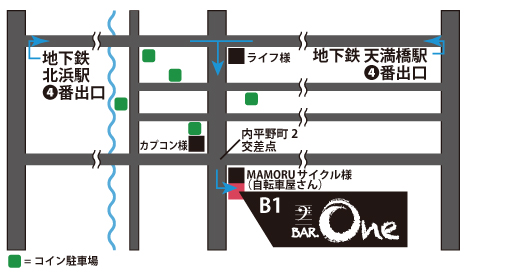 地下鉄
北浜駅
❹番出口
ライフ様
地下鉄 天満橋駅
❹番出口
カプコン様
内平野町2
交差点
MAMORUサイクル様
（自転車屋さん）
B1
BAR. One
= コイン駐車場